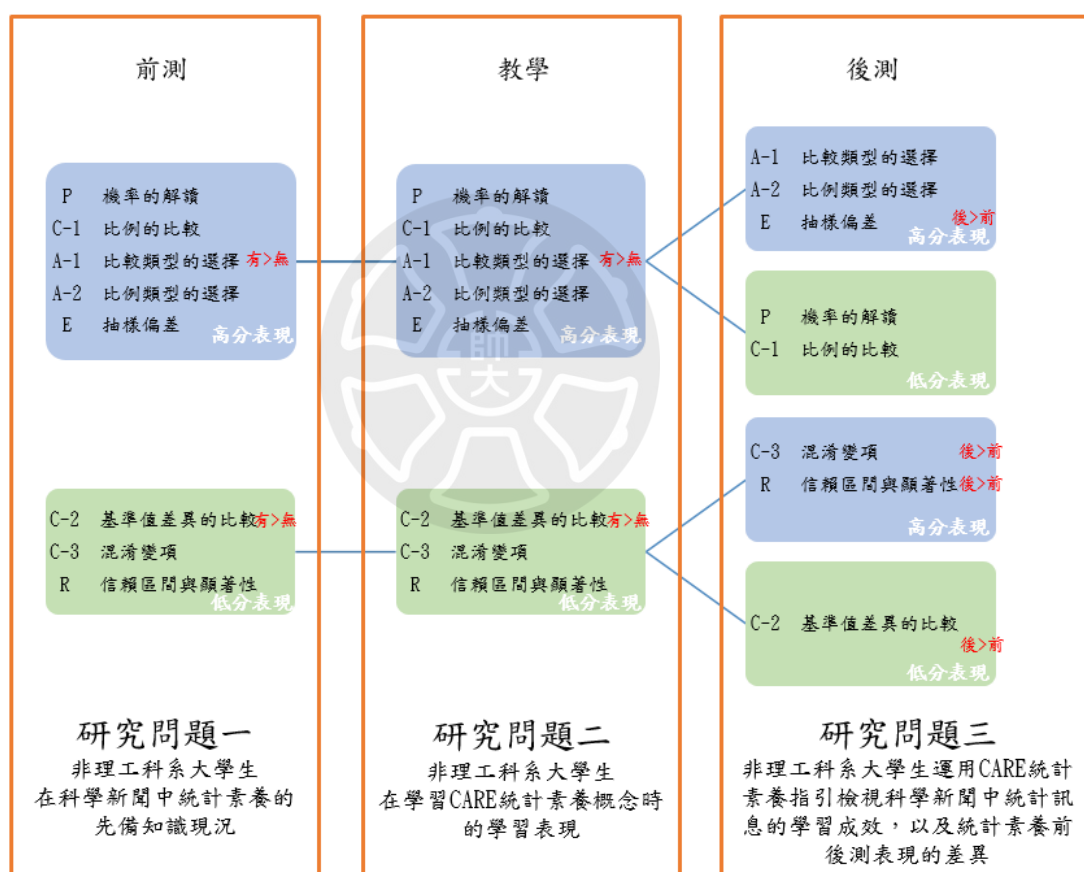 前測
P 機率的解讀
C-1 比例的比較
A-1 比較類型的選擇 有>無
A-2 比例類型的選擇
E 抽樣偏差
高分表現
C-2 基準值差異的比較有>無
C-3 混淆變項
R 信賴區間與顯著性
低分表現
研究問題一
非理工科系大學生
在科學新聞中統計素養的
先備知識現況
教學
P 機率的解讀
C-1 比例的比較
A-1 比較類型的選擇 有>無
A-2 比例類型的選擇
E 抽樣偏差
高分表現
師大
C-2 基準值差異的比較有>無
C-3 混淆變項
R 信賴區間與顯著性
低分表現
研究問題二
非理工科系大學生
在學習CARE統計素養概念時
的學習表現
後測
A-1 比較類型的選擇
A-2 比例類型的選擇
E 抽樣偏差 後>前
高分表現
P 機率的解讀
C-1 比例的比較
低分表現
C-3 混淆變項 後>前
R 信賴區間與顯著性後>前
高分表現
C-2 基準值差異的比較
後>前
低分表現
研究問題三
非理工科系大學生運用CARE統計
素養指引檢視科學新聞中統計訊
息的學習成效，以及統計素養前
後測表現的差異